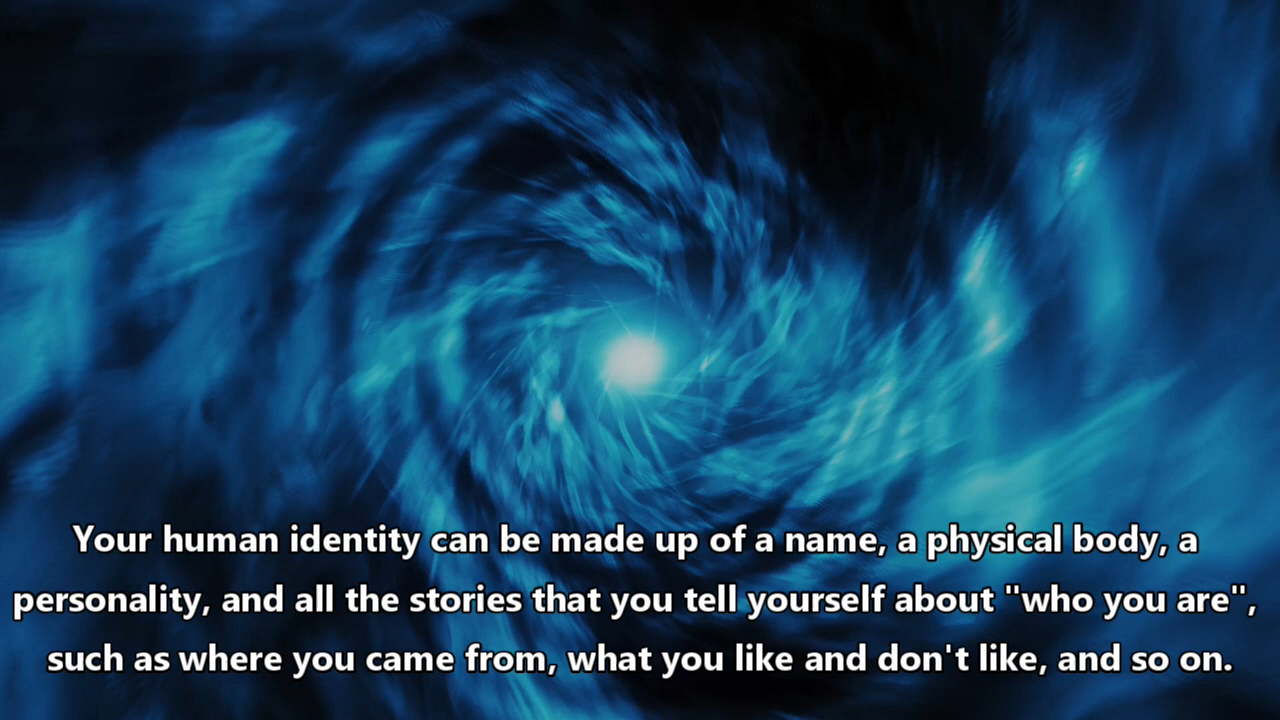 Your human identity can be made up of a name, a physical body, a
personality, and all the stories that you tell yourself about "who you are",
such as where you came from, what you like and don't like, and so on.